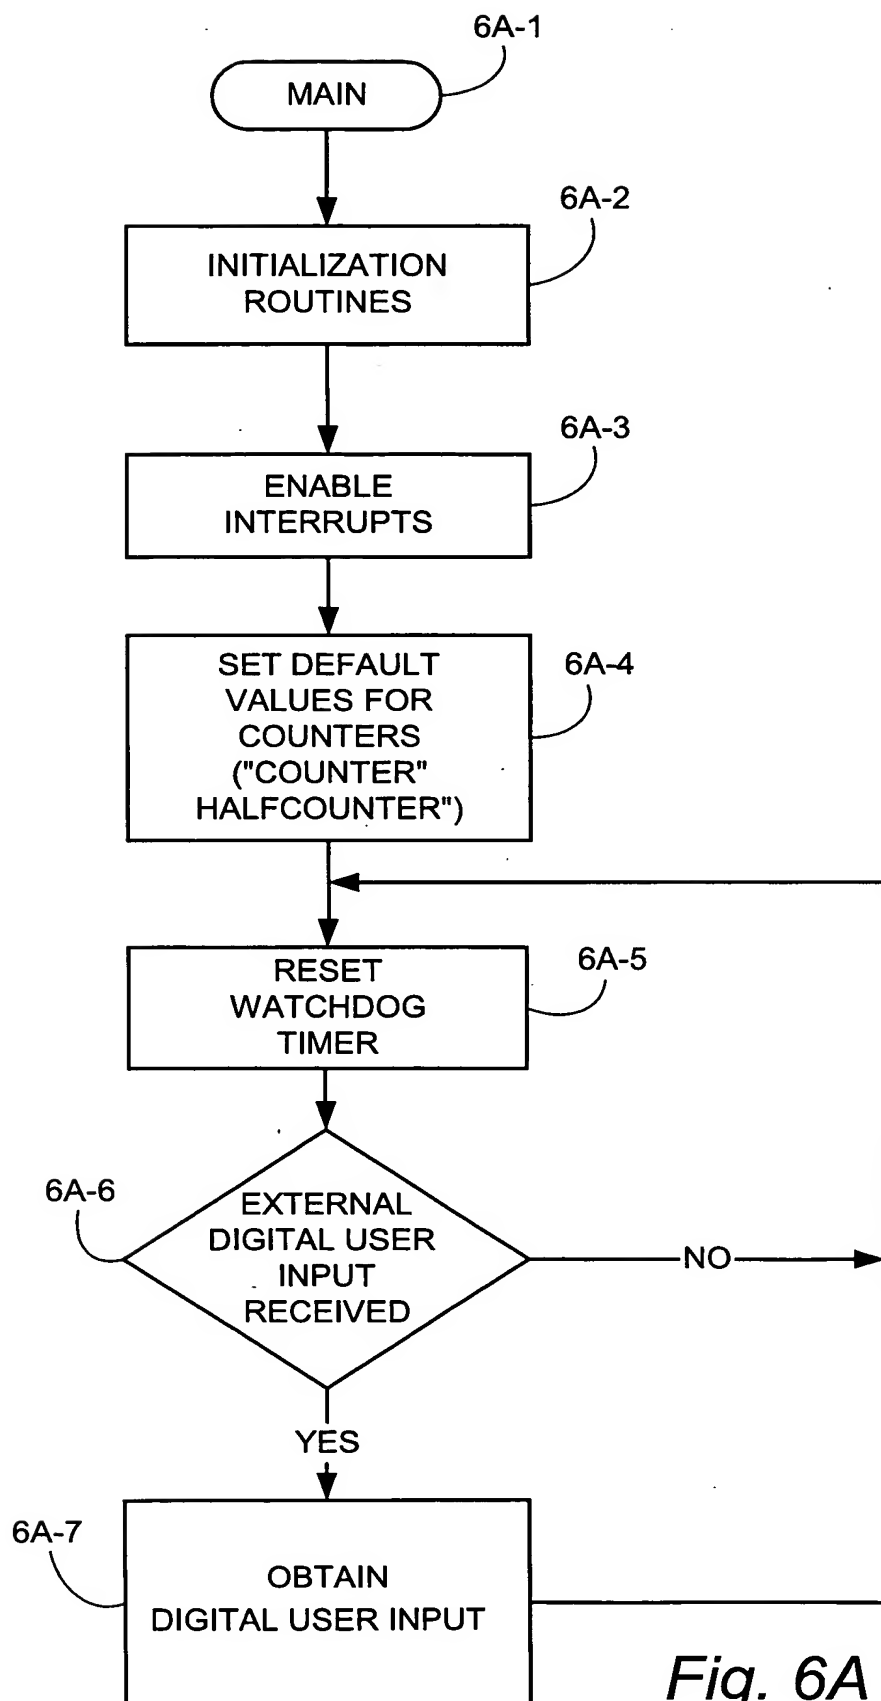 6A-1
MAIN
6A-2
INITIALIZATION
ROUTINES
6A-3
ENABLE
INTERRUPTS
SET DEFAULT
VALUES FOR
COUNTERS
("COUNTER"
HALFCOUNTER")
6A-4
RESET
WATCHDOG
TIMER
6A-5
6A-6
EXTERNAL
DIGITAL USER
INPUT
RECEIVED
NO
YES
6A-7
OBTAIN
DIGITAL USER INPUT
Fig. 6A